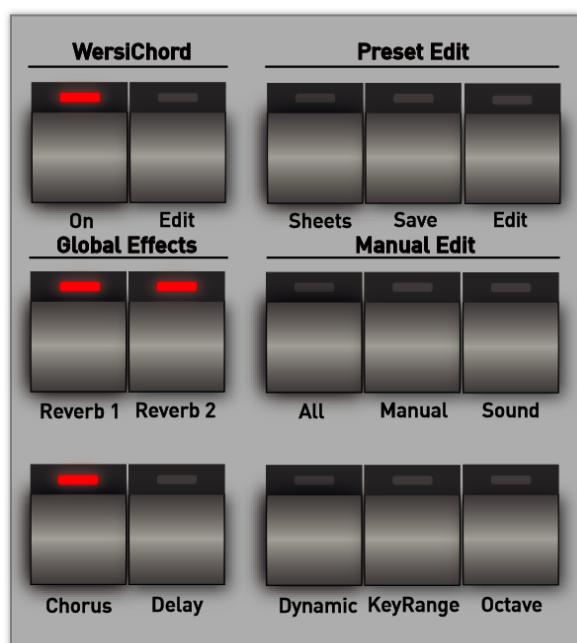 WersiChord Preset Edit
On Edit Sheets Save Edit
Global Effects Manual Edit
Reverb 1 Reverb 2 All Manual Sound
Chorus Delay Dynamic KeyRange Octave